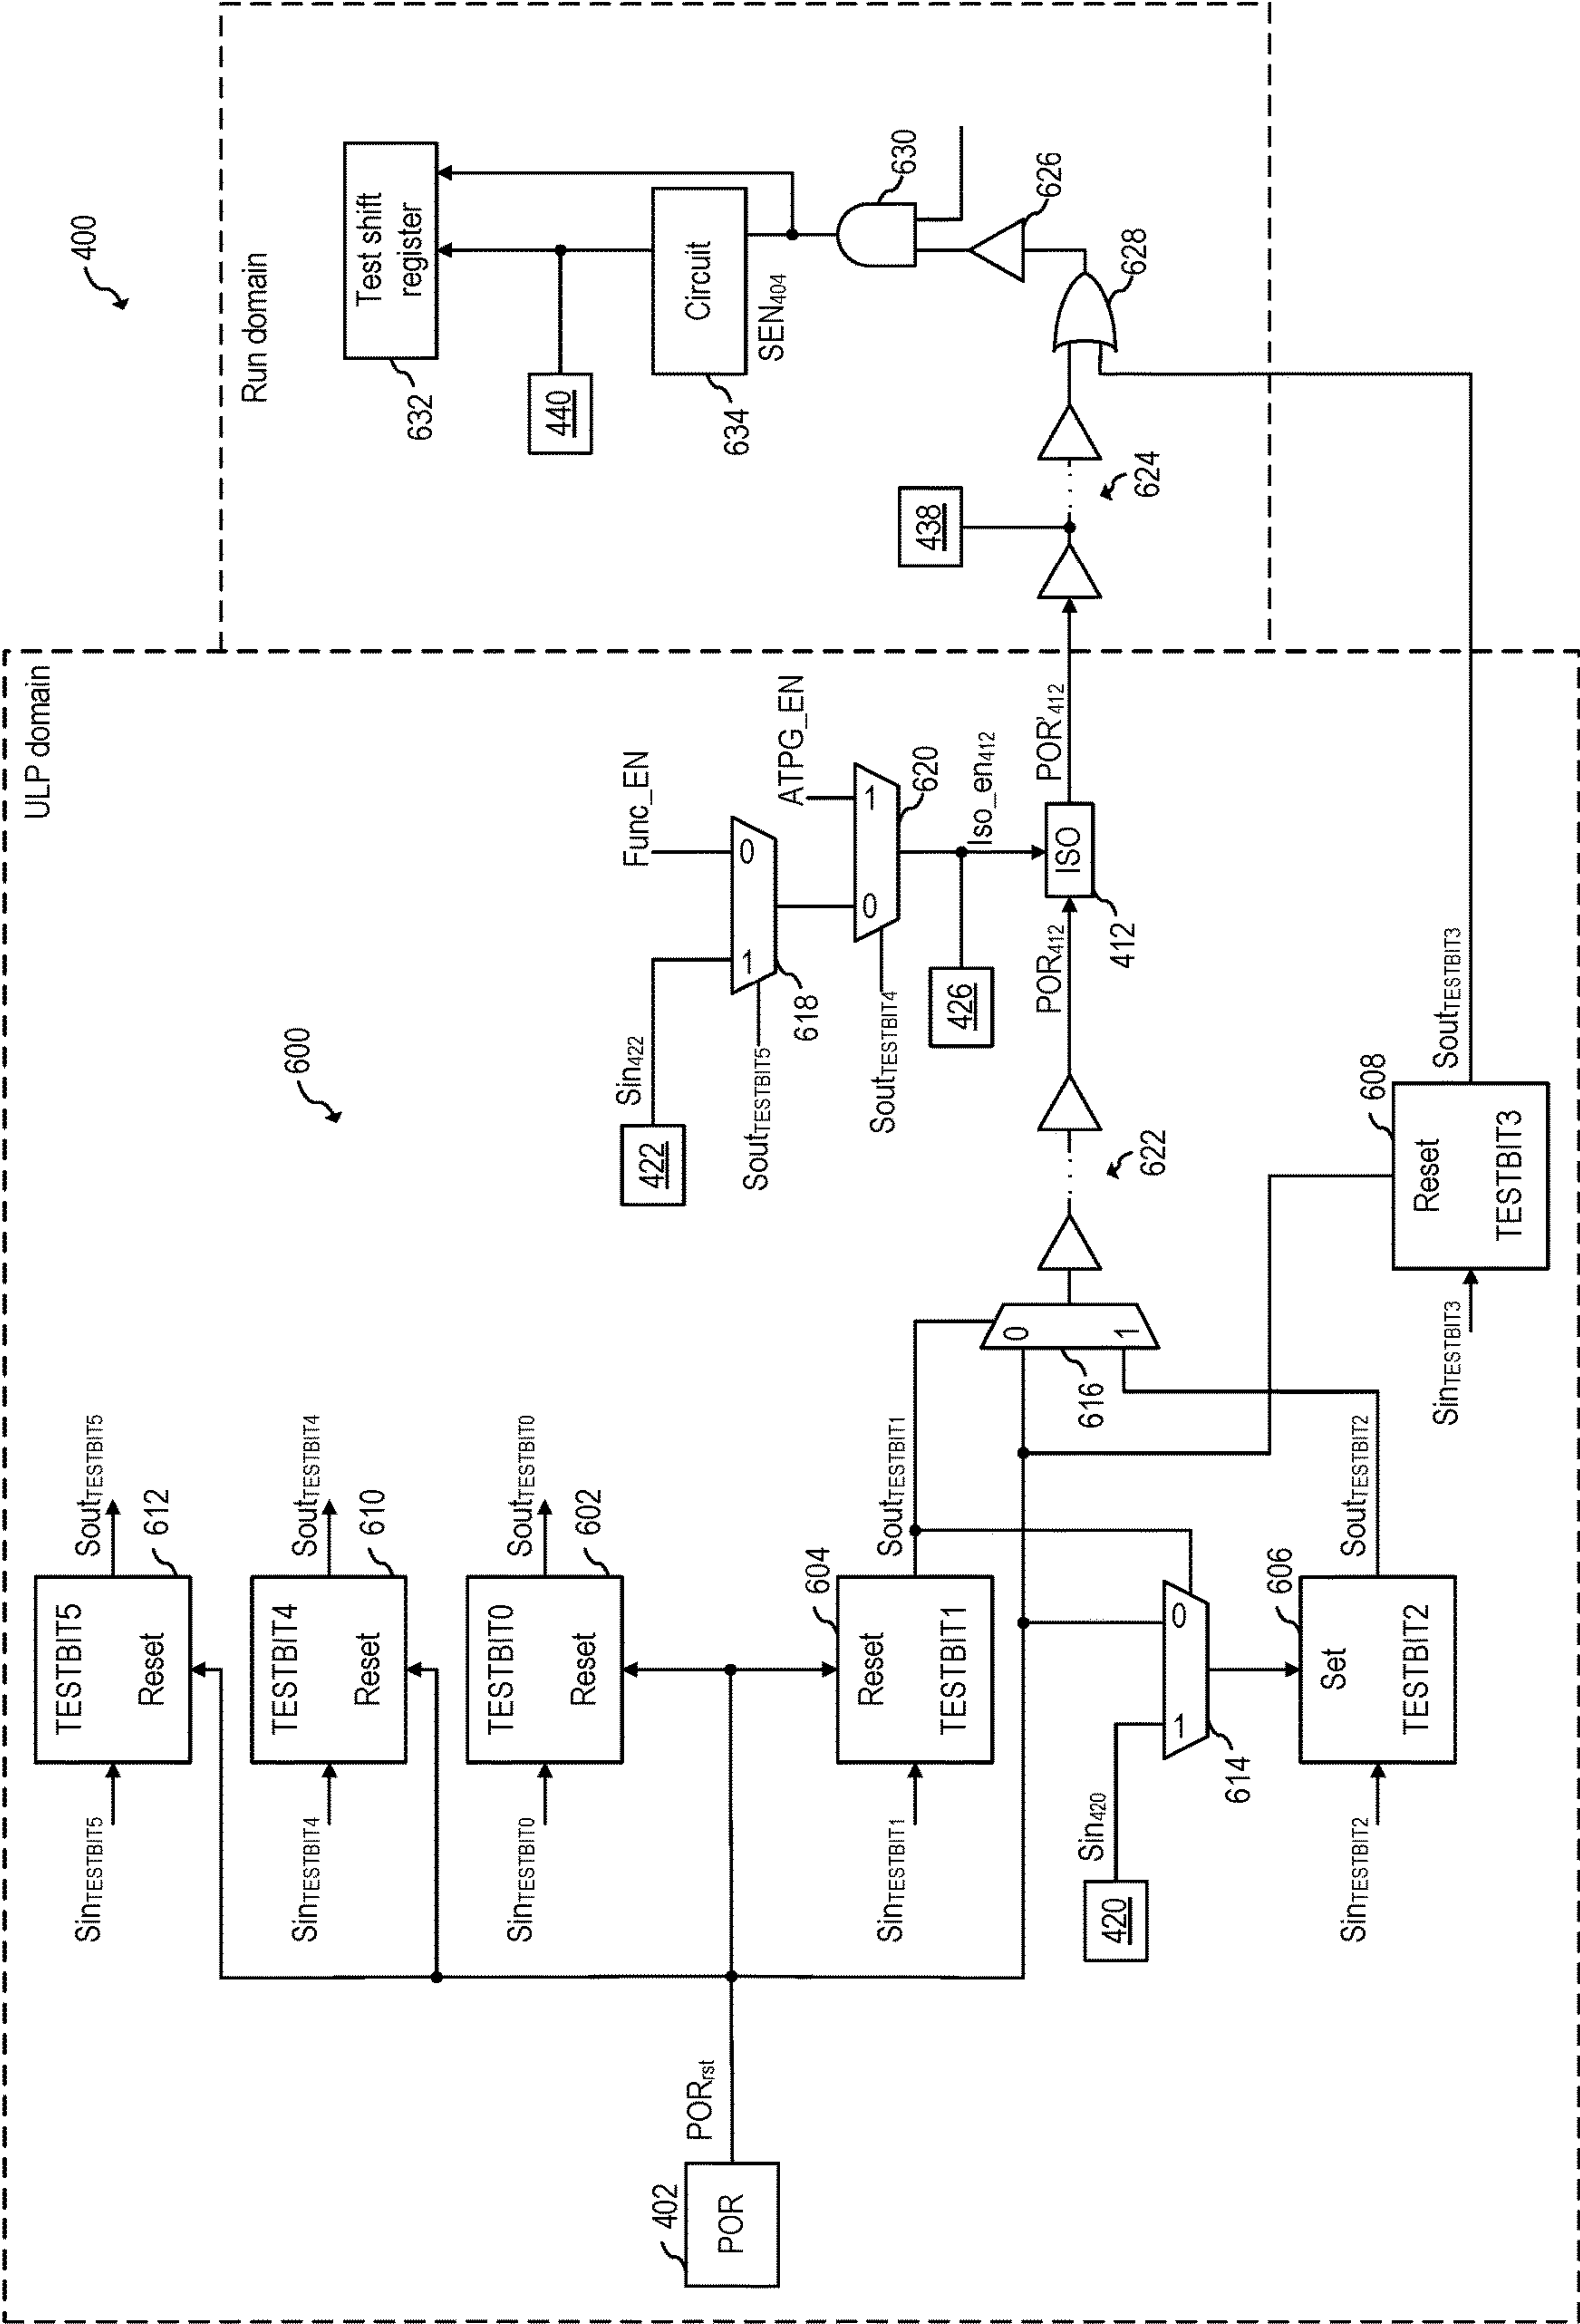 400
Run domain
Test shift
register
632
440
Circuit
634
SEN404
630
626
628
438
624
ULP domain
600
Func_EN
ATPG_EN
Sin422
422
1
0
618
SoutTESTBIT5
0
1
620
SoutTESTBIT4
426
Iso_en412
POR412
ISO
412
POR'412
622
SoutTESTBIT3
608
Reset
TESTBIT3
SinTESTBIT3
0
1
616
SinTESTBIT5
TESTBIT5
Reset
SoutTESTBIT5
612
SinTESTBIT4
TESTBIT4
Reset
SoutTESTBIT4
610
SinTESTBIT0
TESTBIT0
Reset
SoutTESTBIT0
602
604
Reset
TESTBIT1
SinTESTBIT1
SoutTESTBIT1
Sin420
420
1
0
614
606
Set
TESTBIT2
SinTESTBIT2
SoutTESTBIT2
PORrst
402
POR